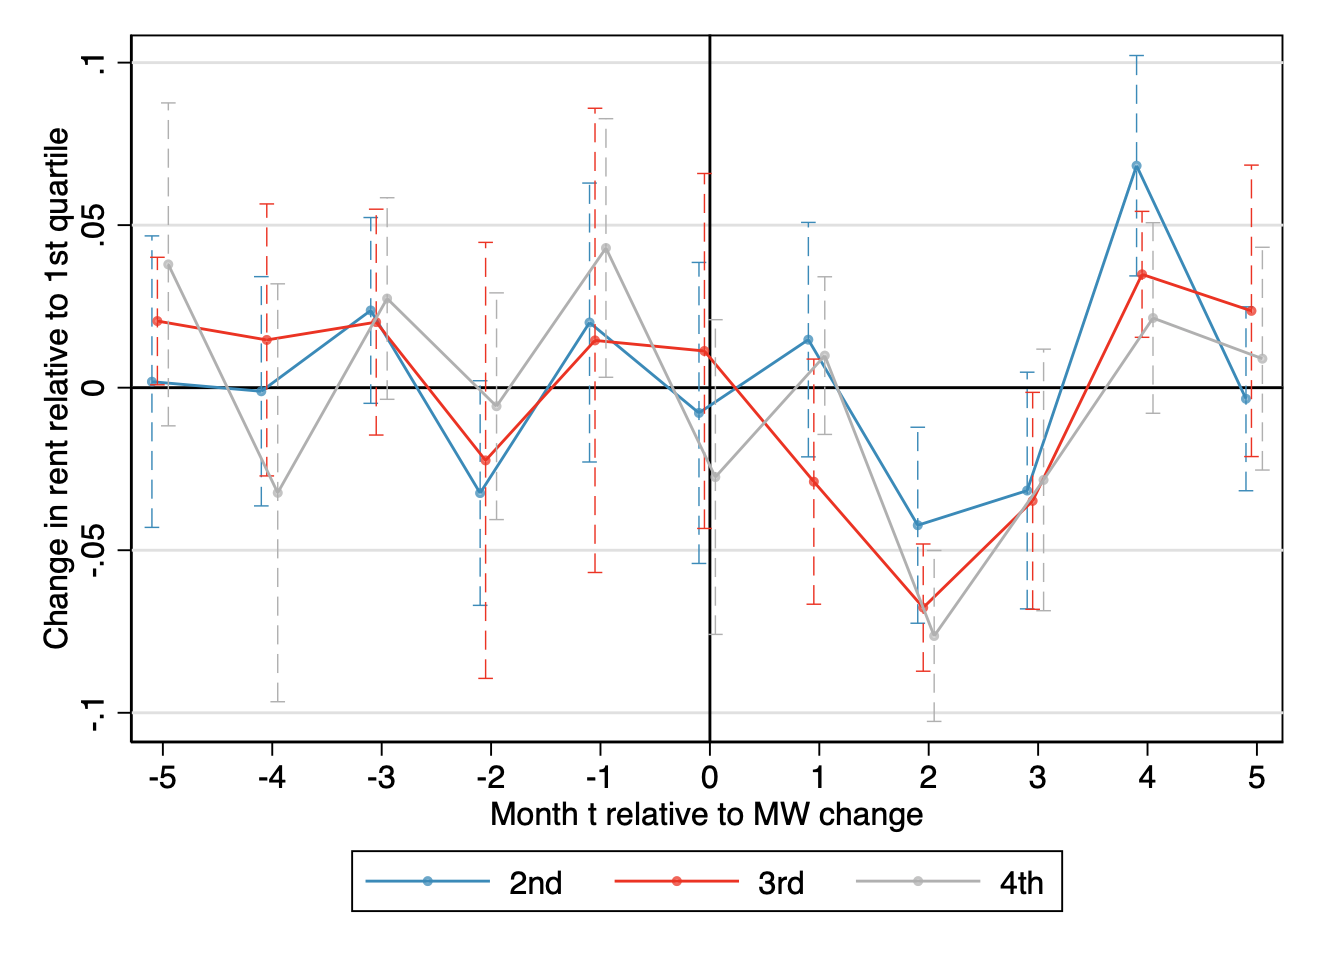 Change in rent relative to 1st quartile
.1
.05
0
-.05
-.1
-5 -4 -3 -2 -1 0 1 2 3 4 5
Month t relative to MW change
2nd 3rd 4th